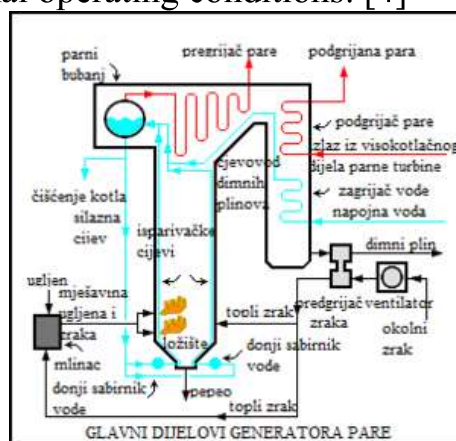 nal operating conditions. [4]
parni
bubanj
pregrijač pare
podgrijana para
podgrijač pare
izlaz iz visokotlačnog
dijela parne turbine
cjevovod
dimnih
plinova
zagrijač vode
napojna voda
čišćenje kotla
silazna
cijev
isparivačke
cijevi
dimni plin
ugljen
mješavina
ugljena i
zraka
topli zrak
predgrijač
zraka
ventilator
okolni
zrak
ložište
mlinac
donji sabirnik
vode
donji sabirnik
vode
pepeo
topli zrak
GLAVNI DIJELOVI GENERATORA PARE